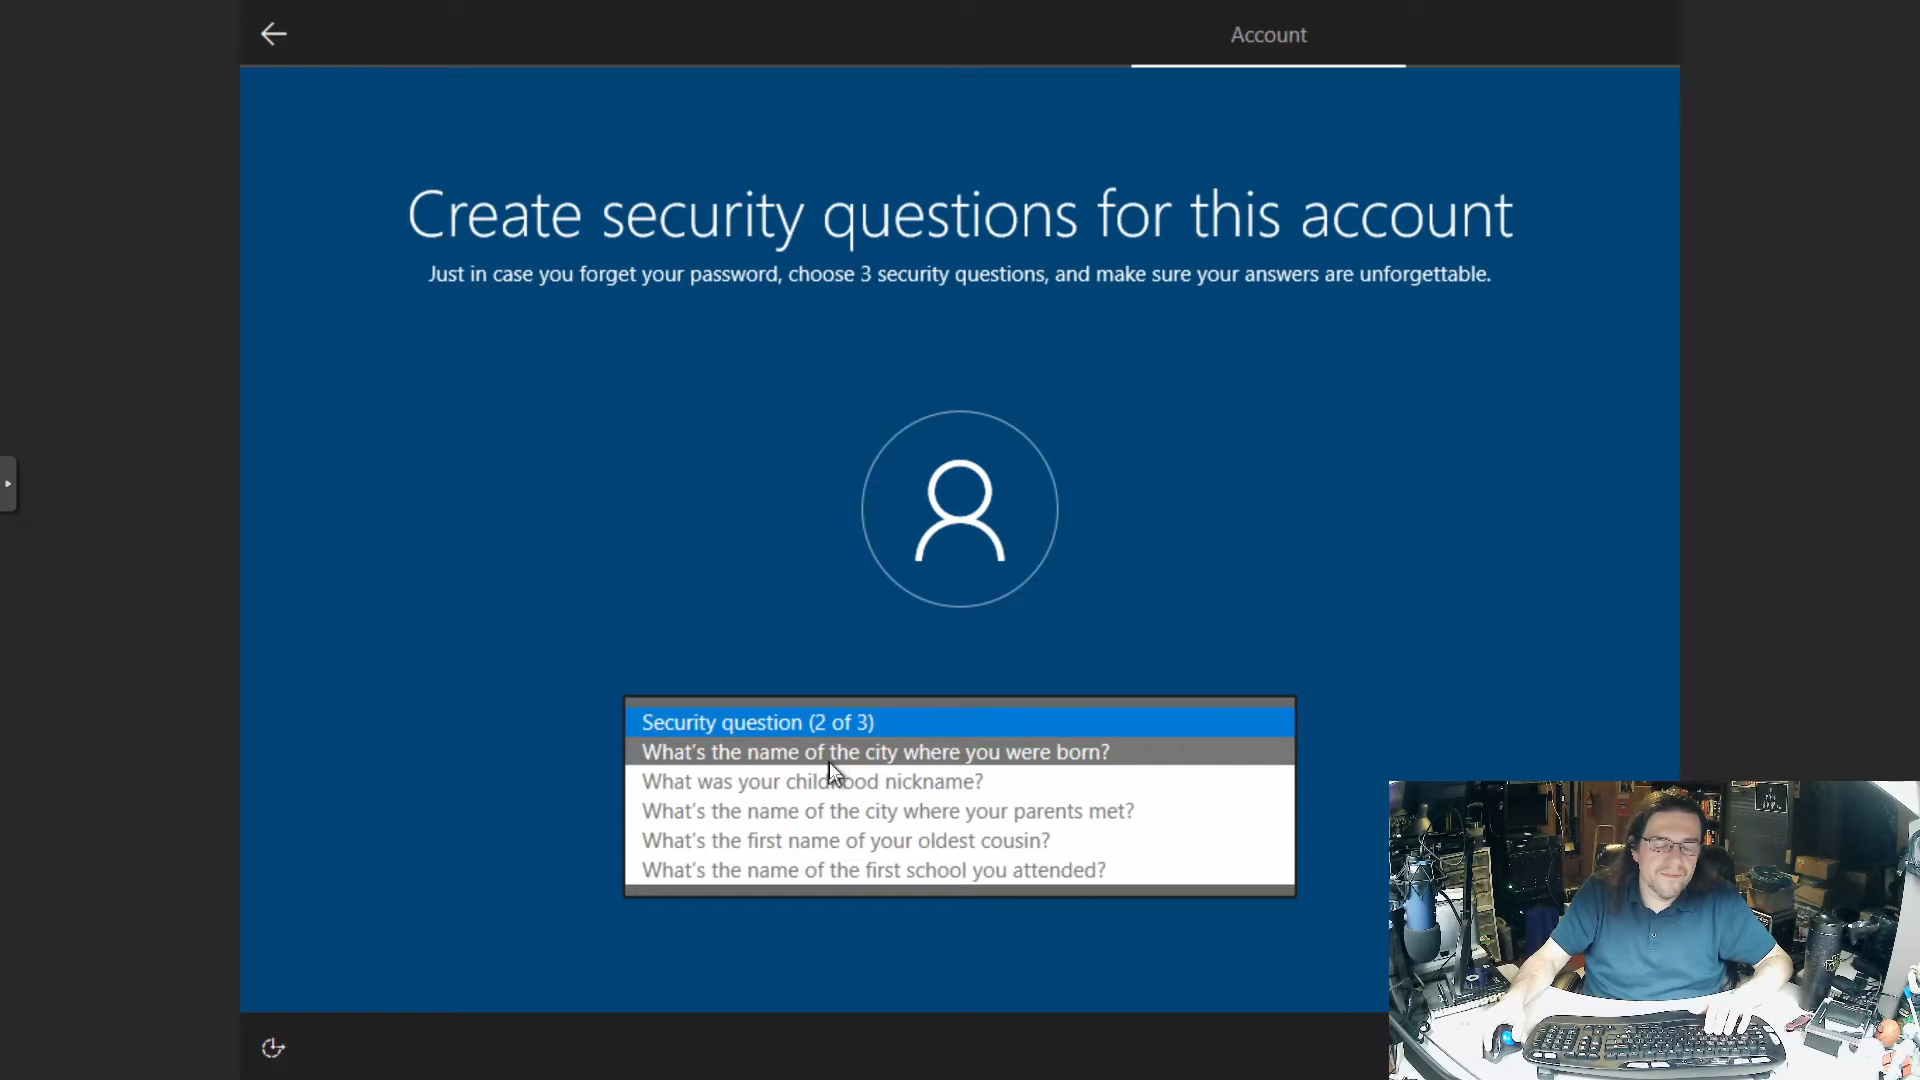 Account
Create security questions for this account
Just in case you forget your password, choose 3 security questions, and make sure your answers are unforgettable.
Security question (2 of 3)
What's the name of the city where you were born?
What was your childhood nickname?
What's the name of the city where your parents met?
What's the first name of your oldest cousin?
What's the name of the first school you attended?